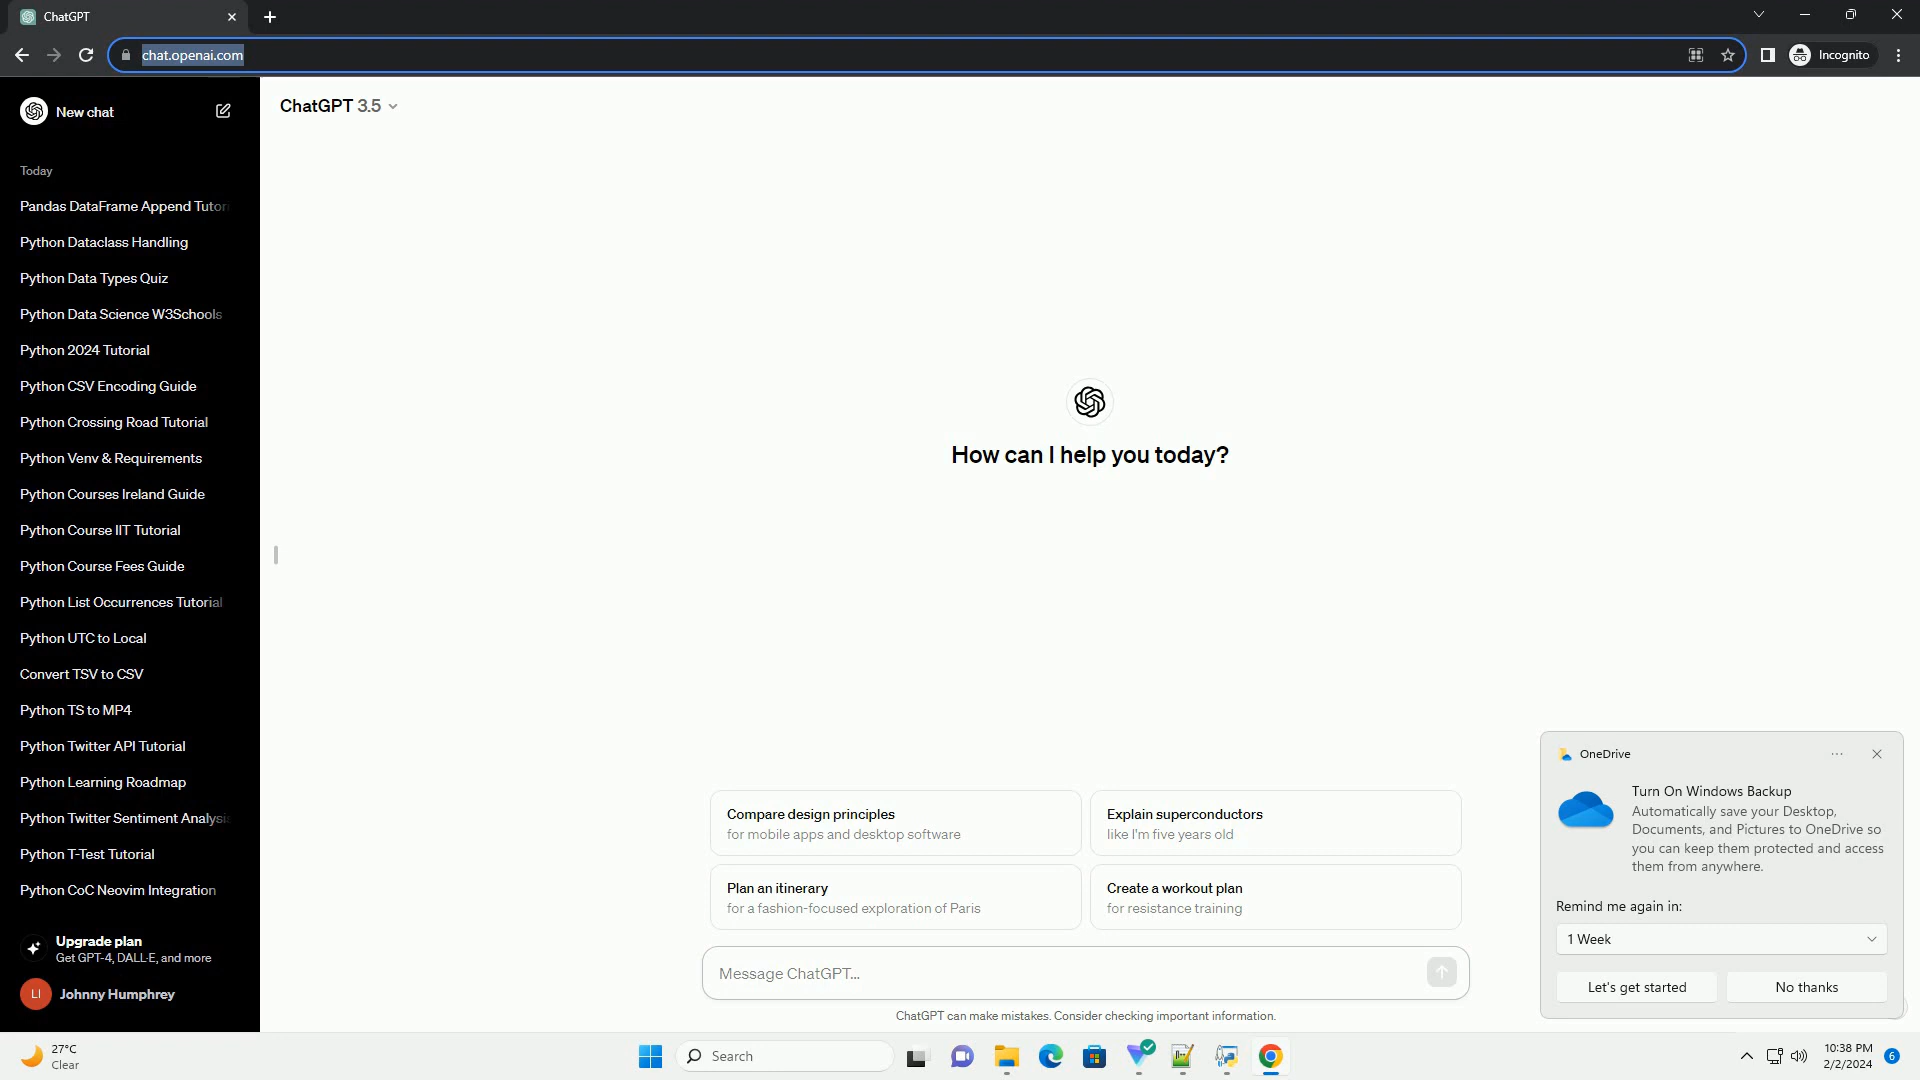 ChatGPT
chat.openai.com
Incognito
New chat
ChatGPT 3.5
Today
Pandas DataFrame Append Tutori
Python Dataclass Handling
Python Data Types Quiz
Python Data Science W3Schools
Python 2024 Tutorial
Python CSV Encoding Guide
Python Crossing Road Tutorial
Python Venv & Requirements
Python Courses Ireland Guide
Python Course IIT Tutorial
Python Course Fees Guide
Python List Occurrences Tutorial
Python UTC to Local
Convert TSV to CSV
Python TS to MP4
Python Twitter API Tutorial
Python Learning Roadmap
Python Twitter Sentiment Analysis
Python T-Test Tutorial
Python CoC Neovim Integration
Upgrade plan
Get GPT-4, DALL·E, and more
LI
Johnny Humphrey
How can I help you today?
Compare design principles
for mobile apps and desktop software
Explain superconductors
like I'm five years old
Plan an itinerary
for a fashion-focused exploration of Paris
Create a workout plan
for resistance training
Message ChatGPT...
ChatGPT can make mistakes. Consider checking important information.
OneDrive
Turn On Windows Backup
Automatically save your Desktop,
Documents, and Pictures to OneDrive so
you can keep them protected and access
them from anywhere.
Remind me again in:
1 Week
Let's get started
No thanks
27°C
Clear
Search
10:38 PM
2/2/2024
6